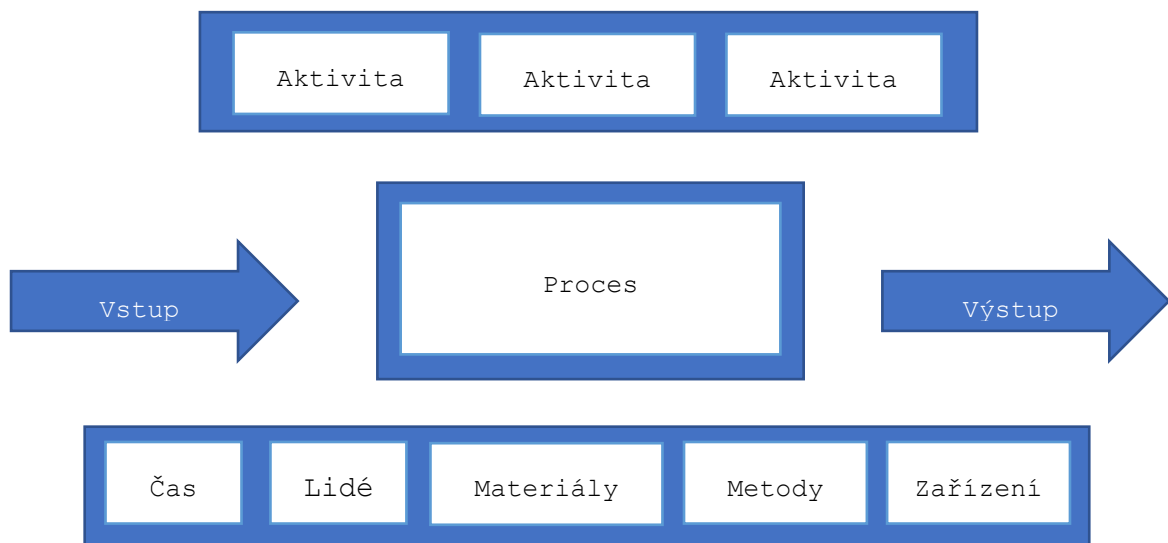 Aktivita Aktivita Aktivita
Proces
Vstup Výstup
Čas Lidé Materiály Metody Zařízení